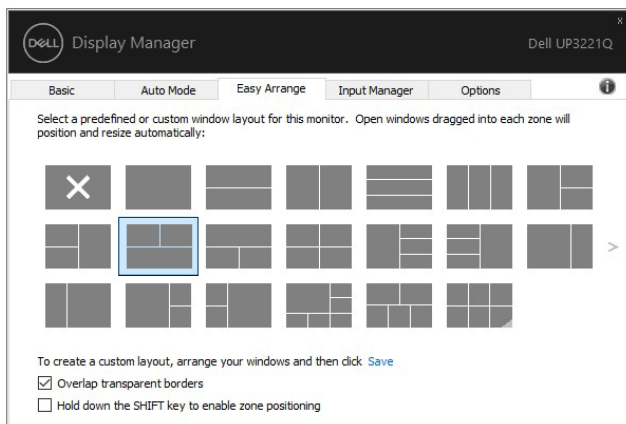 DELL Display Manager
x
Dell UP3221Q
Basic Auto Mode Easy Arrange Input Manager Options
Select a predefined or custom window layout for this monitor. Open windows dragged into each zone will
position and resize automatically:
>
To create a custom layout, arrange your windows and then click Save
Overlap transparent borders
Hold down the SHIFT key to enable zone positioning